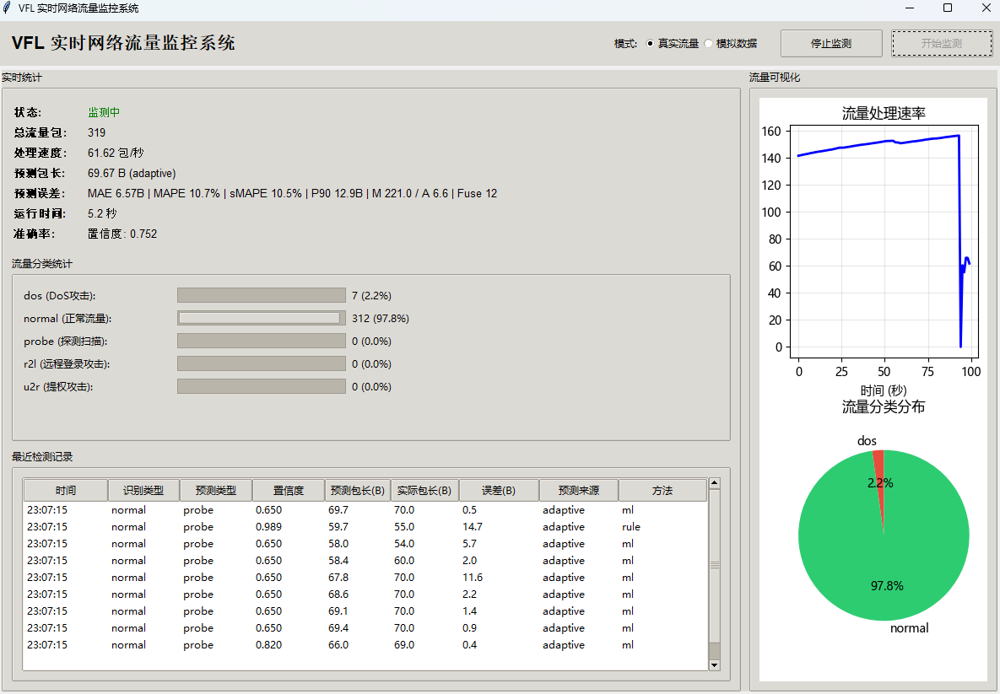 VFL 实时网络流量监控系统
VFL 实时网络流量监控系统
模式: 真实流量 模拟数据 停止监测 开始监测
实时统计
状态: 监测中
总流量包: 319
处理速度: 61.62 包/秒
预测包长: 69.67 B (adaptive)
预测误差: MAE 6.57B | MAPE 10.7% | sMAPE 10.5% | P90 12.9B | M 221.0 / A 6.6 | Fuse 12
运行时间: 5.2 秒
准确率: 置信度: 0.752
流量分类统计
dos (DoS攻击): 7 (2.2%)
normal (正常流量): 312 (97.8%)
probe (探测扫描): 0 (0.0%)
r2l (远程登录攻击): 0 (0.0%)
u2r (提权攻击): 0 (0.0%)
最近检测记录
时间 识别类型 预测类型 置信度 预测包长(B) 实际包长(B) 误差(B) 预测来源 方法
23:07:15 normal probe 0.650 69.7 70.0 0.5 adaptive ml
23:07:15 normal probe 0.989 59.7 55.0 14.7 adaptive rule
23:07:15 normal probe 0.650 58.0 54.0 5.7 adaptive ml
23:07:15 normal probe 0.650 58.4 60.0 2.0 adaptive ml
23:07:15 normal probe 0.650 67.8 70.0 11.6 adaptive ml
23:07:15 normal probe 0.650 68.6 70.0 2.2 adaptive ml
23:07:15 normal probe 0.650 69.1 70.0 1.4 adaptive ml
23:07:15 normal probe 0.650 69.4 70.0 0.9 adaptive ml
23:07:15 normal probe 0.820 66.0 69.0 0.4 adaptive ml
流量可视化
流量处理速率
160
140
120
100
80
60
40
20
0
0 25 50 75 100
时间 (秒)
流量分类分布
dos
2.2%
97.8%
normal